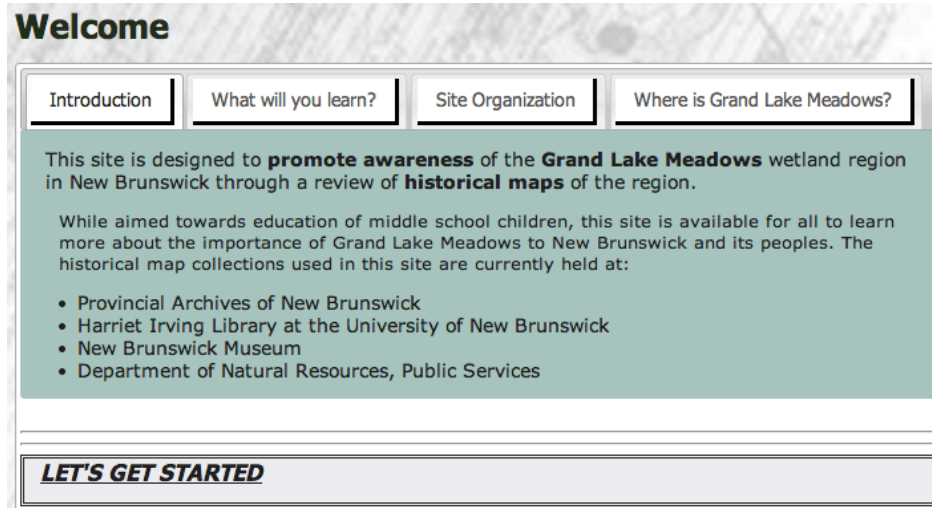 Welcome
Introduction
What will you learn?
Site Organization
Where is Grand Lake Meadows?
This site is designed to promote awareness of the Grand Lake Meadows wetland region
in New Brunswick through a review of historical maps of the region.
While aimed towards education of middle school children, this site is available for all to learn
more about the importance of Grand Lake Meadows to New Brunswick and its peoples. The
historical map collections used in this site are currently held at:
• Provincial Archives of New Brunswick
• Harriet Irving Library at the University of New Brunswick
• New Brunswick Museum
• Department of Natural Resources, Public Services
LET'S GET STARTED